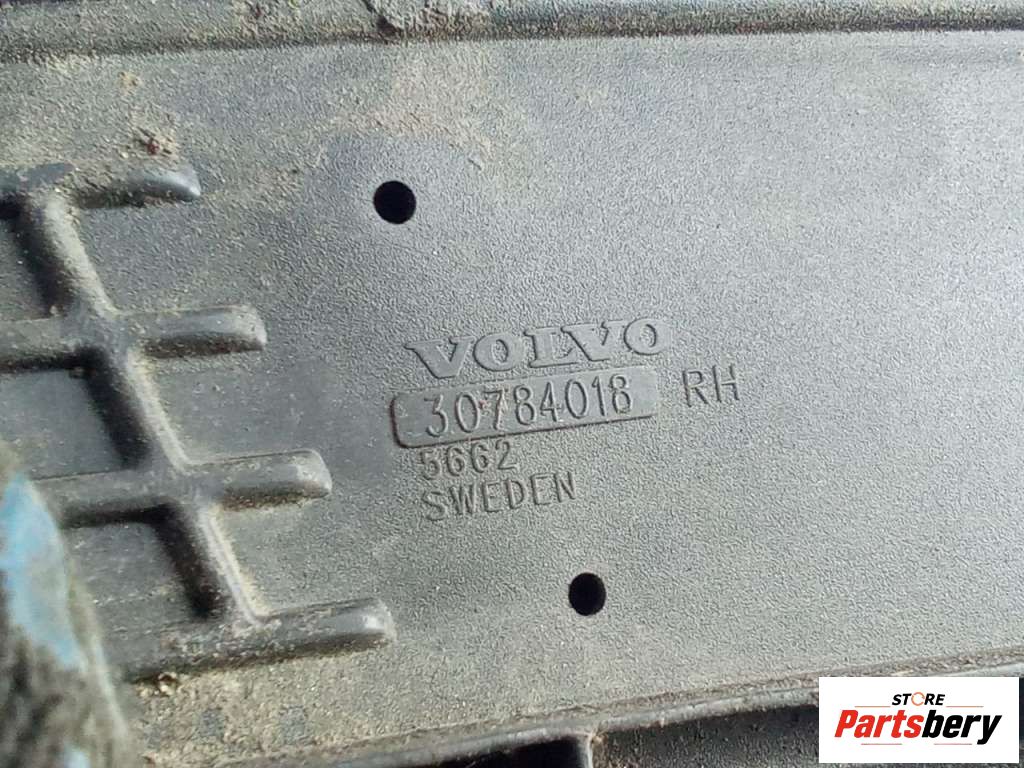 VOLVO
30784018 RH
5662
SWEDEN
STORE
Partsbery